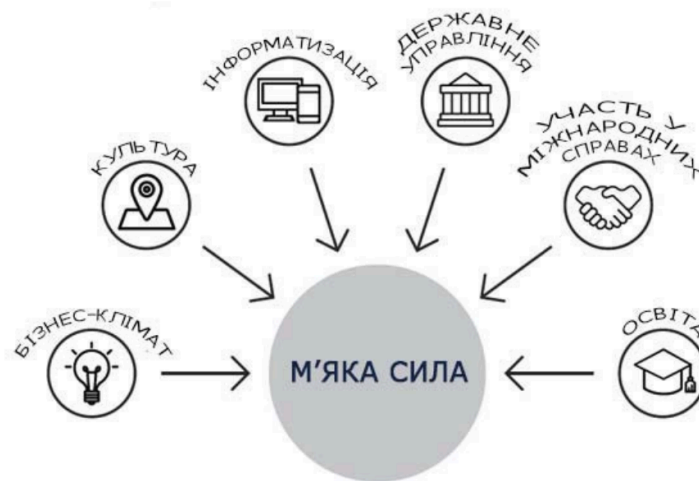 ІНФОРМАТИЗАЦІЯ
ДЕРЖАВНЕ
УПРАВЛІННЯ
КУЛЬТУРА
УЧАСТЬ У
МІЖНАРОДНИХ
СПРАВАХ
БІЗНЕС-КЛІМАТ
М'ЯКА СИЛА
ОСВІТА